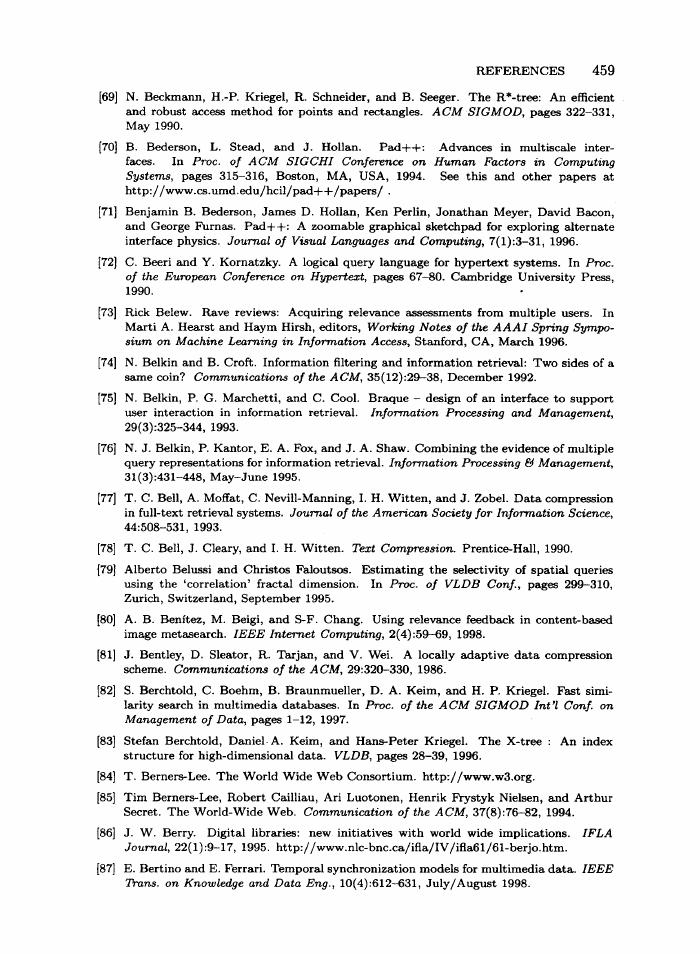 REFERENCES 459
[69] N. Beckmann, H.-P. Kriegel, R. Schneider, and B. Seeger. The R*-tree: An efficient
and robust access method for points and rectangles. ACM SIGMOD, pages 322–331,
May 1990.
[70] B. Bederson, L. Stead, and J. Hollan. Pad++: Advances in multiscale inter-
faces. In Proc. of ACM SIGCHI Conference on Human Factors in Computing
Systems, pages 315–316, Boston, MA, USA, 1994. See this and other papers at
http://www.cs.umd.edu/hcil/pad++/papers/ .
[71] Benjamin B. Bederson, James D. Hollan, Ken Perlin, Jonathan Meyer, David Bacon,
and George Furnas. Pad++: A zoomable graphical sketchpad for exploring alternate
interface physics. Journal of Visual Languages and Computing, 7(1):3–31, 1996.
[72] C. Beeri and Y. Kornatzky. A logical query language for hypertext systems. In Proc.
of the European Conference on Hypertext, pages 67–80. Cambridge University Press,
1990.
[73] Rick Belew. Rave reviews: Acquiring relevance assessments from multiple users. In
Marti A. Hearst and Haym Hirsh, editors, Working Notes of the AAAI Spring Sympo-
sium on Machine Learning in Information Access, Stanford, CA, March 1996.
[74] N. Belkin and B. Croft. Information filtering and information retrieval: Two sides of a
same coin? Communications of the ACM, 35(12):29–38, December 1992.
[75] N. Belkin, P. G. Marchetti, and C. Cool. Braque – design of an interface to support
user interaction in information retrieval. Information Processing and Management,
29(3):325–344, 1993.
[76] N. J. Belkin, P. Kantor, E. A. Fox, and J. A. Shaw. Combining the evidence of multiple
query representations for information retrieval. Information Processing & Management,
31(3):431–448, May–June 1995.
[77] T. C. Bell, A. Moffat, C. Nevill-Manning, I. H. Witten, and J. Zobel. Data compression
in full-text retrieval systems. Journal of the American Society for Information Science,
44:508–531, 1993.
[78] T. C. Bell, J. Cleary, and I. H. Witten. Text Compression. Prentice-Hall, 1990.
[79] Alberto Belussi and Christos Faloutsos. Estimating the selectivity of spatial queries
using the ‘correlation’ fractal dimension. In Proc. of VLDB Conf., pages 299–310,
Zurich, Switzerland, September 1995.
[80] A. B. Benítez, M. Beigi, and S-F. Chang. Using relevance feedback in content-based
image metasearch. IEEE Internet Computing, 2(4):59–69, 1998.
[81] J. Bentley, D. Sleator, R. Tarjan, and V. Wei. A locally adaptive data compression
scheme. Communications of the ACM, 29:320–330, 1986.
[82] S. Berchtold, C. Boehm, B. Braunmueller, D. A. Keim, and H. P. Kriegel. Fast simi-
larity search in multimedia databases. In Proc. of the ACM SIGMOD Int'l Conf. on
Management of Data, pages 1–12, 1997.
[83] Stefan Berchtold, Daniel A. Keim, and Hans-Peter Kriegel. The X-tree : An index
structure for high-dimensional data. VLDB, pages 28–39, 1996.
[84] T. Berners-Lee. The World Wide Web Consortium. http://www.w3.org.
[85] Tim Berners-Lee, Robert Cailliau, Ari Luotonen, Henrik Frystyk Nielsen, and Arthur
Secret. The World-Wide Web. Communication of the ACM, 37(8):76–82, 1994.
[86] J. W. Berry. Digital libraries: new initiatives with world wide implications. IFLA
Journal, 22(1):9–17, 1995. http://www.nlc-bnc.ca/ifla/IV/ifla61/61-berjo.htm.
[87] E. Bertino and E. Ferrari. Temporal synchronization models for multimedia data. IEEE
Trans. on Knowledge and Data Eng., 10(4):612–631, July/August 1998.